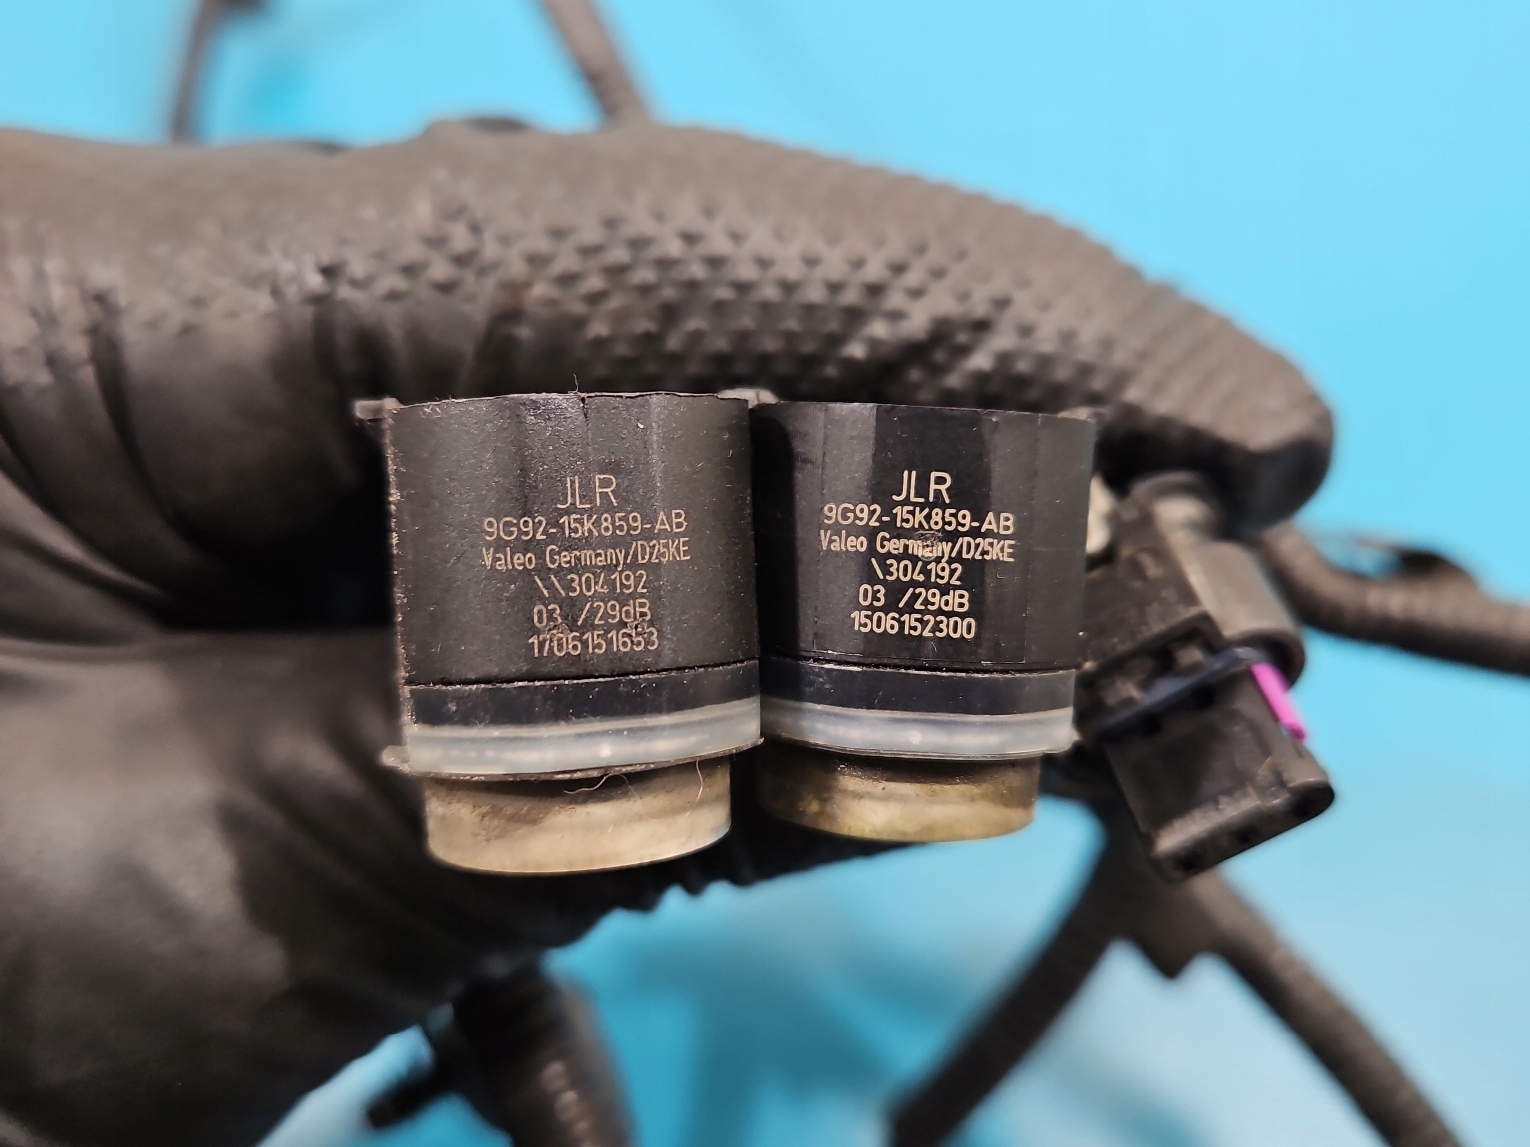 JLR
9G92-15K859-AB
Valeo Germany/D25KE
\\304192
03 /29dB
1706151653
JLR
9G92-15K859-AB
Valeo Germany/D25KE
\304192
03 /29dB
1506152300